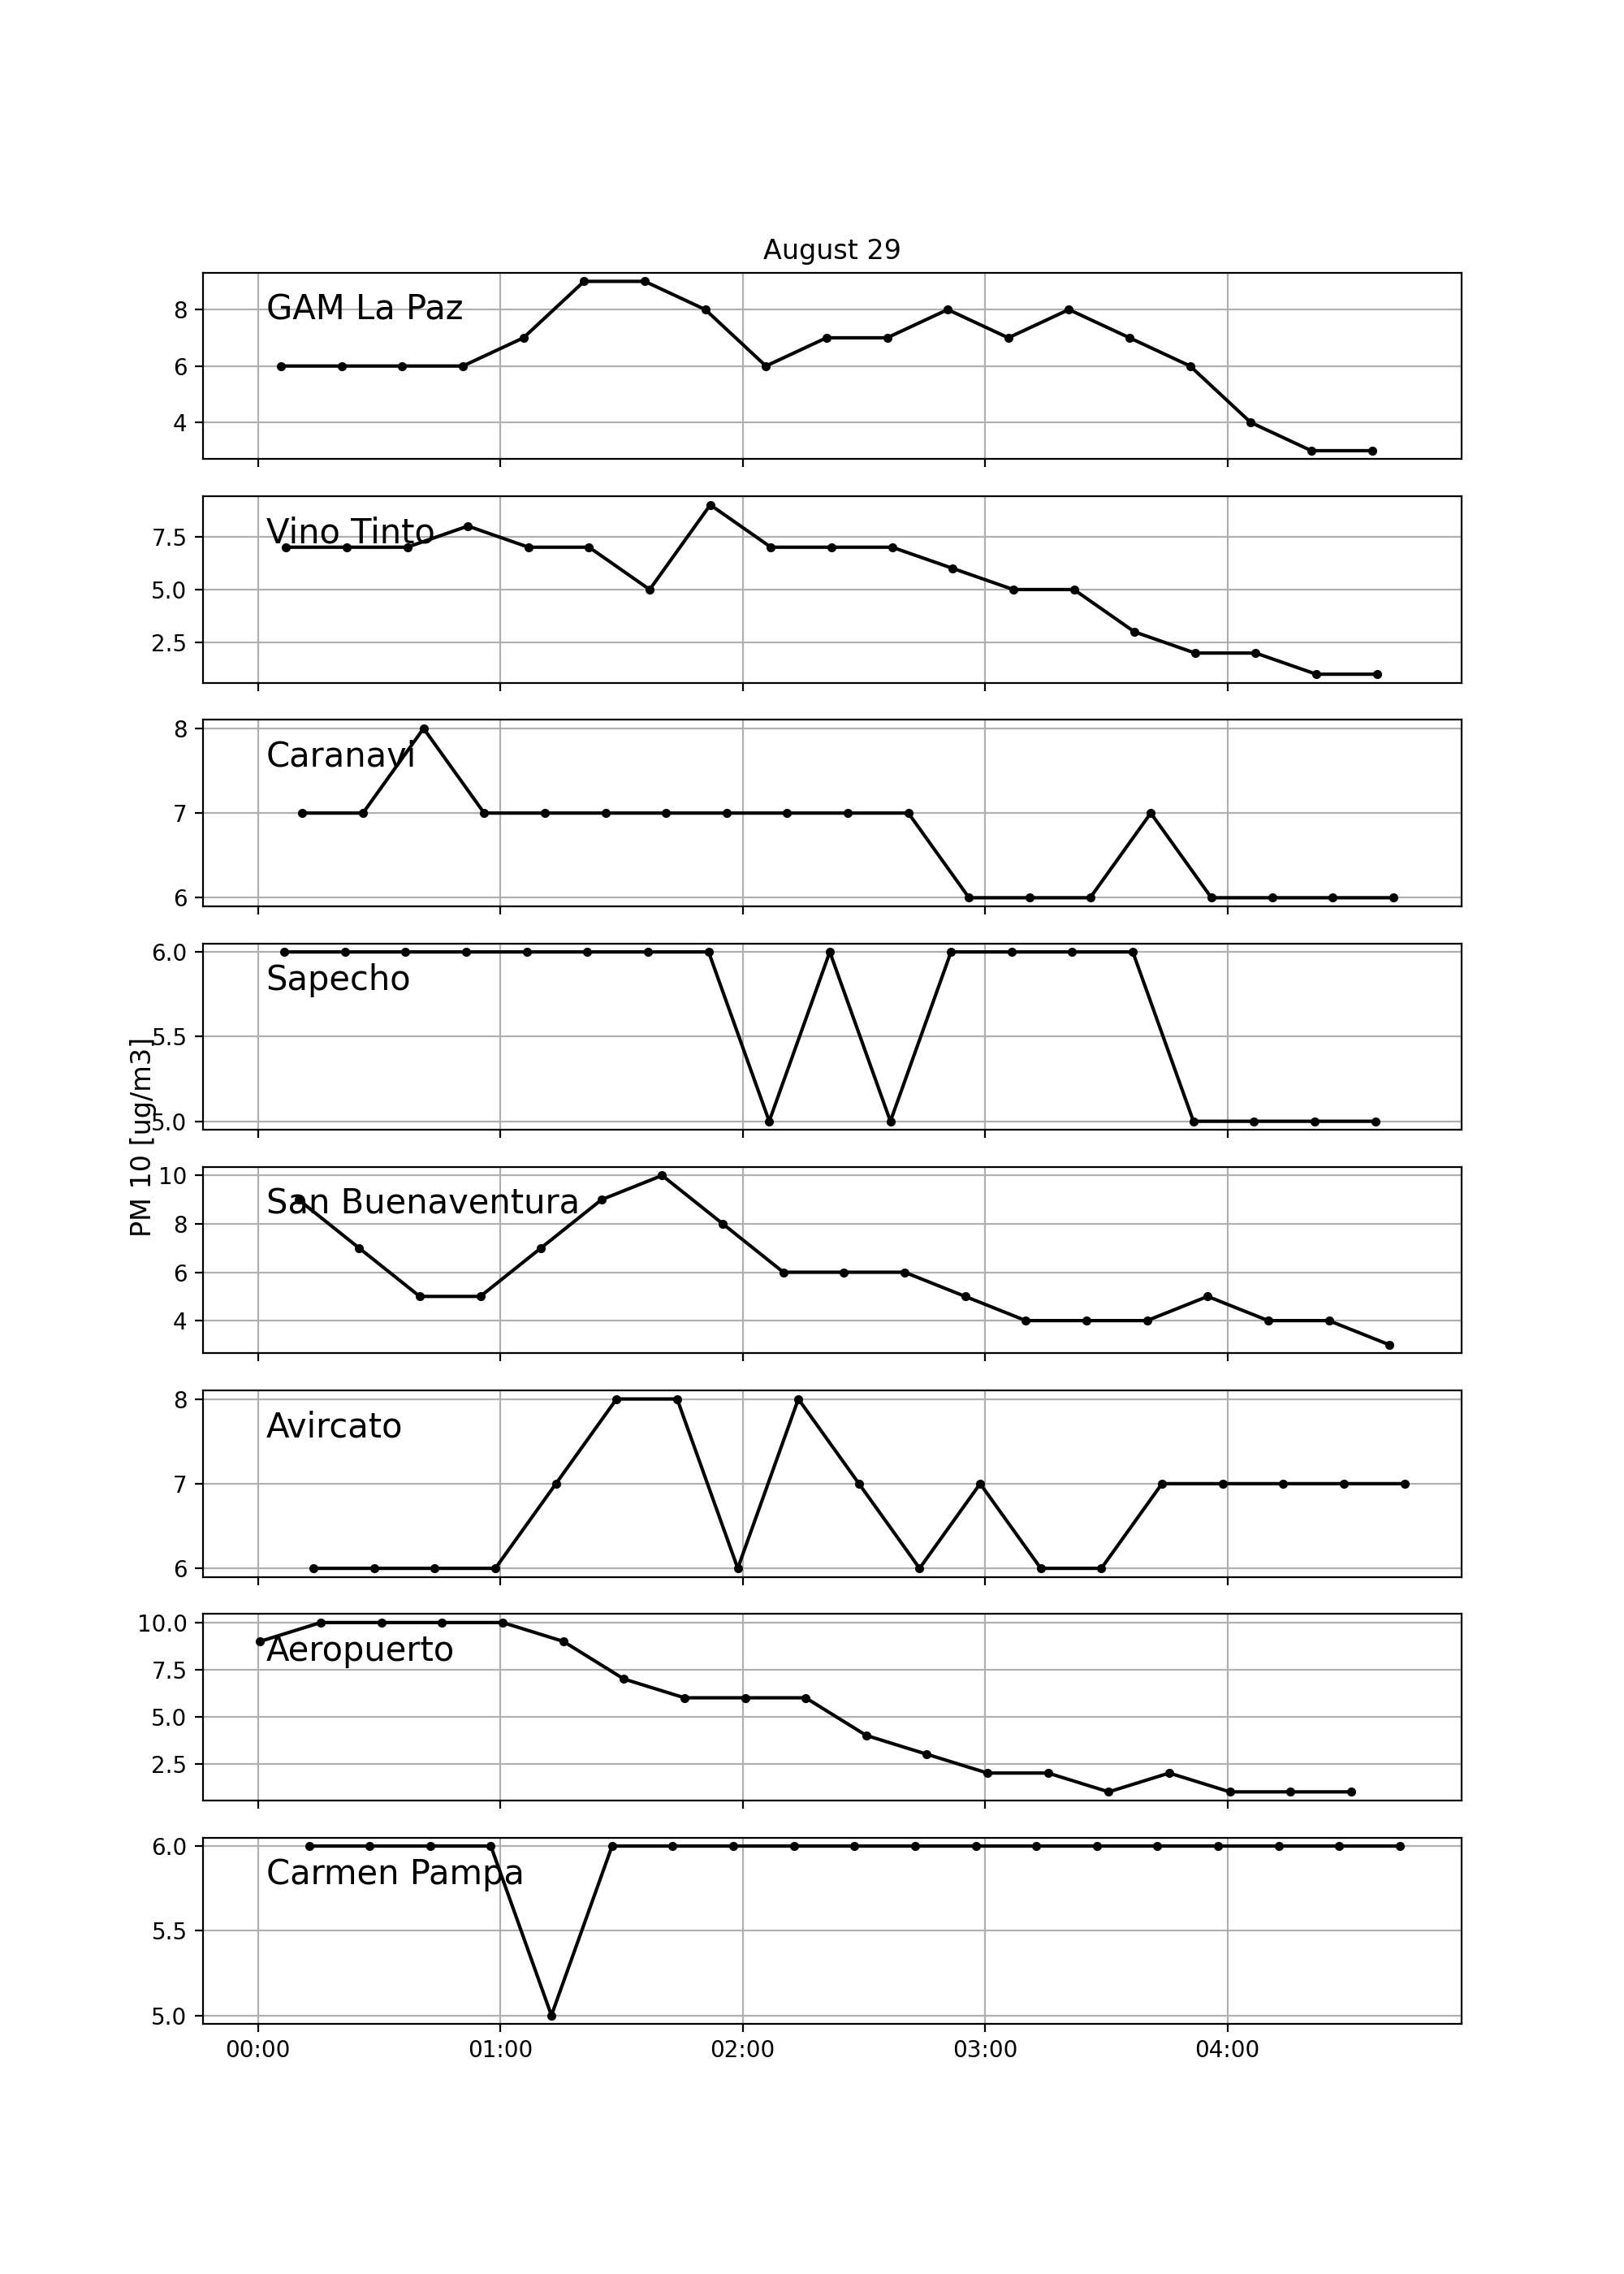 August 29
GAM La Paz
8
6
4
Vino Tinto
7.5
5.0
2.5
Caranavi
8
7
6
Sapecho
6.0
5.5
5.0
PM 10 [ug/m3]
San Buenaventura
10
8
6
4
Avircato
8
7
6
Aeropuerto
10.0
7.5
5.0
2.5
Carmen Pampa
6.0
5.5
5.0
00:00 01:00 02:00 03:00 04:00